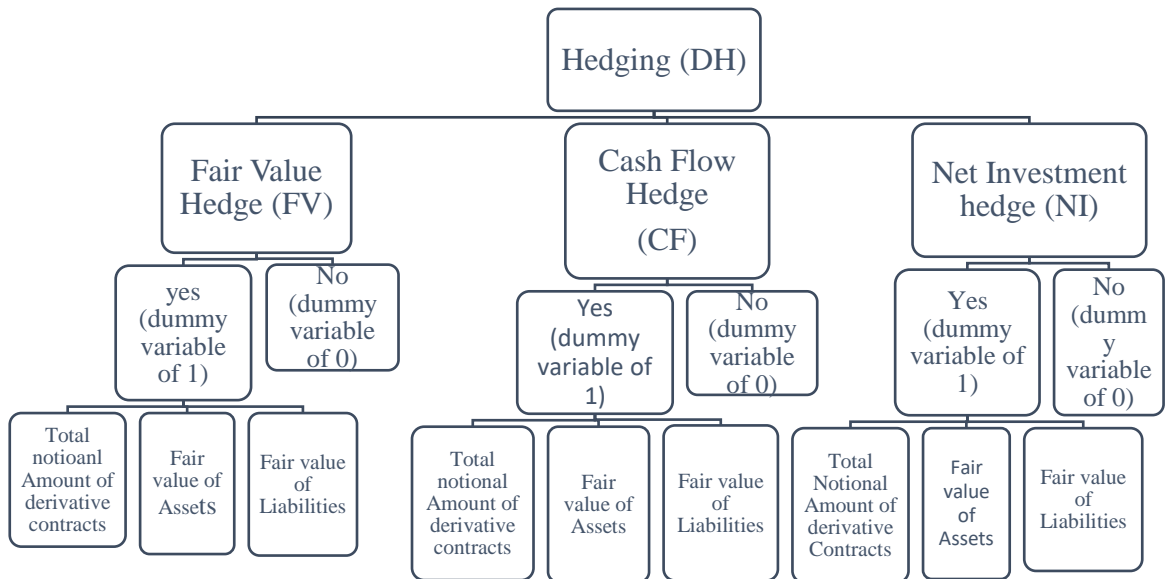 Hedging (DH)
Fair Value
Hedge (FV)
Cash Flow
Hedge
(CF)
Net Investment
hedge (NI)
yes
(dummy
variable
of 1)
No
(dummy
variable
of 0)
Yes
(dummy
variable of
1)
No
(dummy
variable
of 0)
Yes
(dummy
variable of
1)
No
(dumm
y
variable
of 0)
Total
notioanl
Amount of
derivative
contracts
Fair
value of
Assets
Fair value
of
Liabilities
Total
notional
Amount of
derivative
contracts
Fair
value of
Assets
Fair value
of
Liabilities
Total
Notional
Amount of
derivative
Contracts
Fair
value
of
Assets
Fair value
of
Liabilities